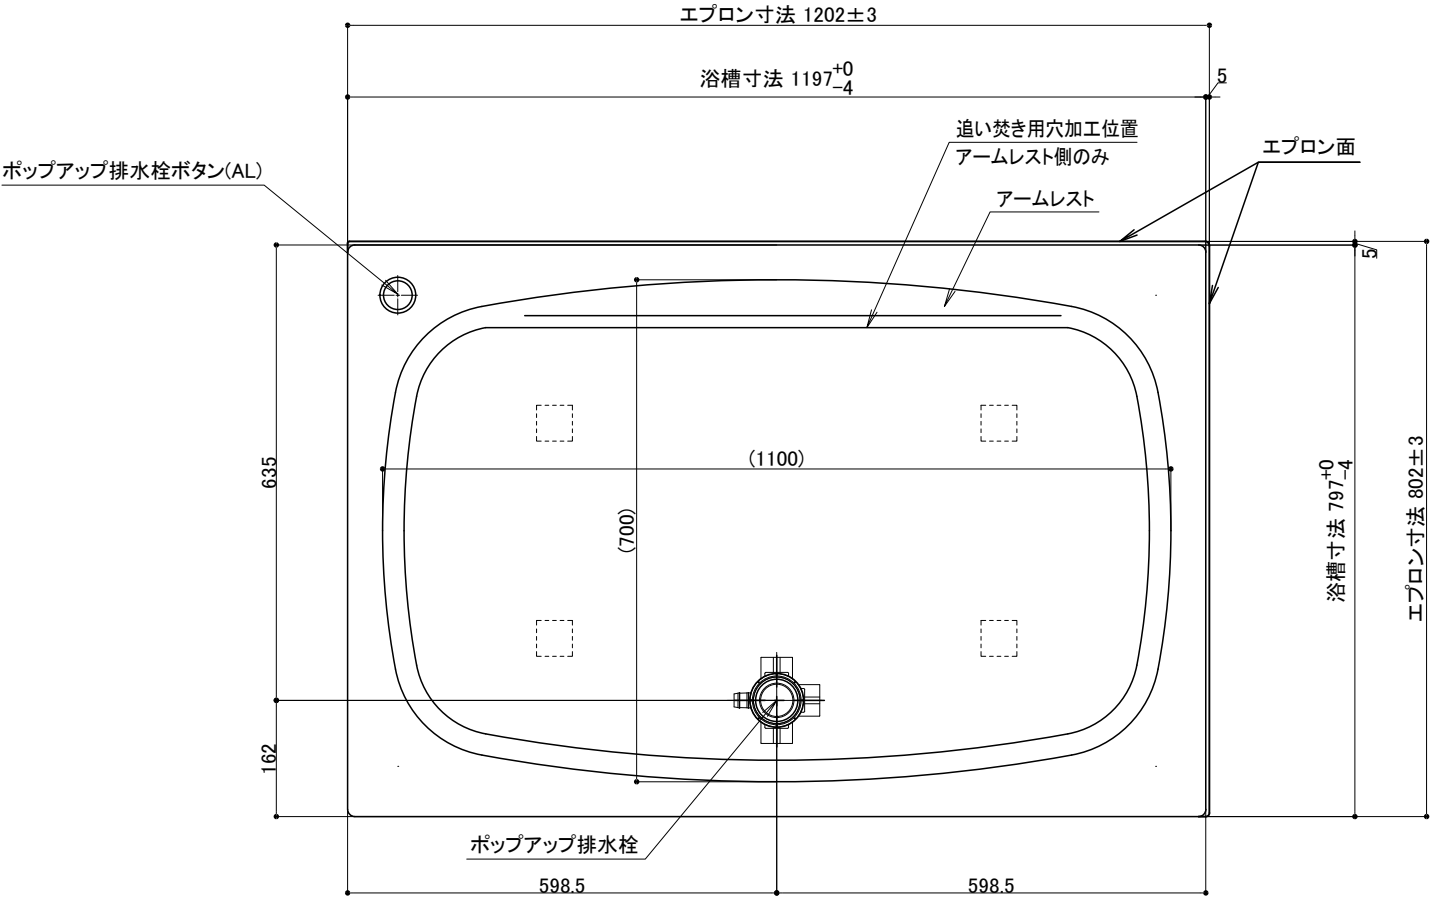 エプロン寸法 1202±3
浴槽寸法 1197+0-4
5
追い焚き用穴加工位置
アームレスト側のみ
エプロン面
ポップアップ排水栓ボタン(AL)
アームレスト
5
(1100)
635
(700)
浴槽寸法 797+0-4
エプロン寸法 802±3
162
ポップアップ排水栓
598.5
598.5